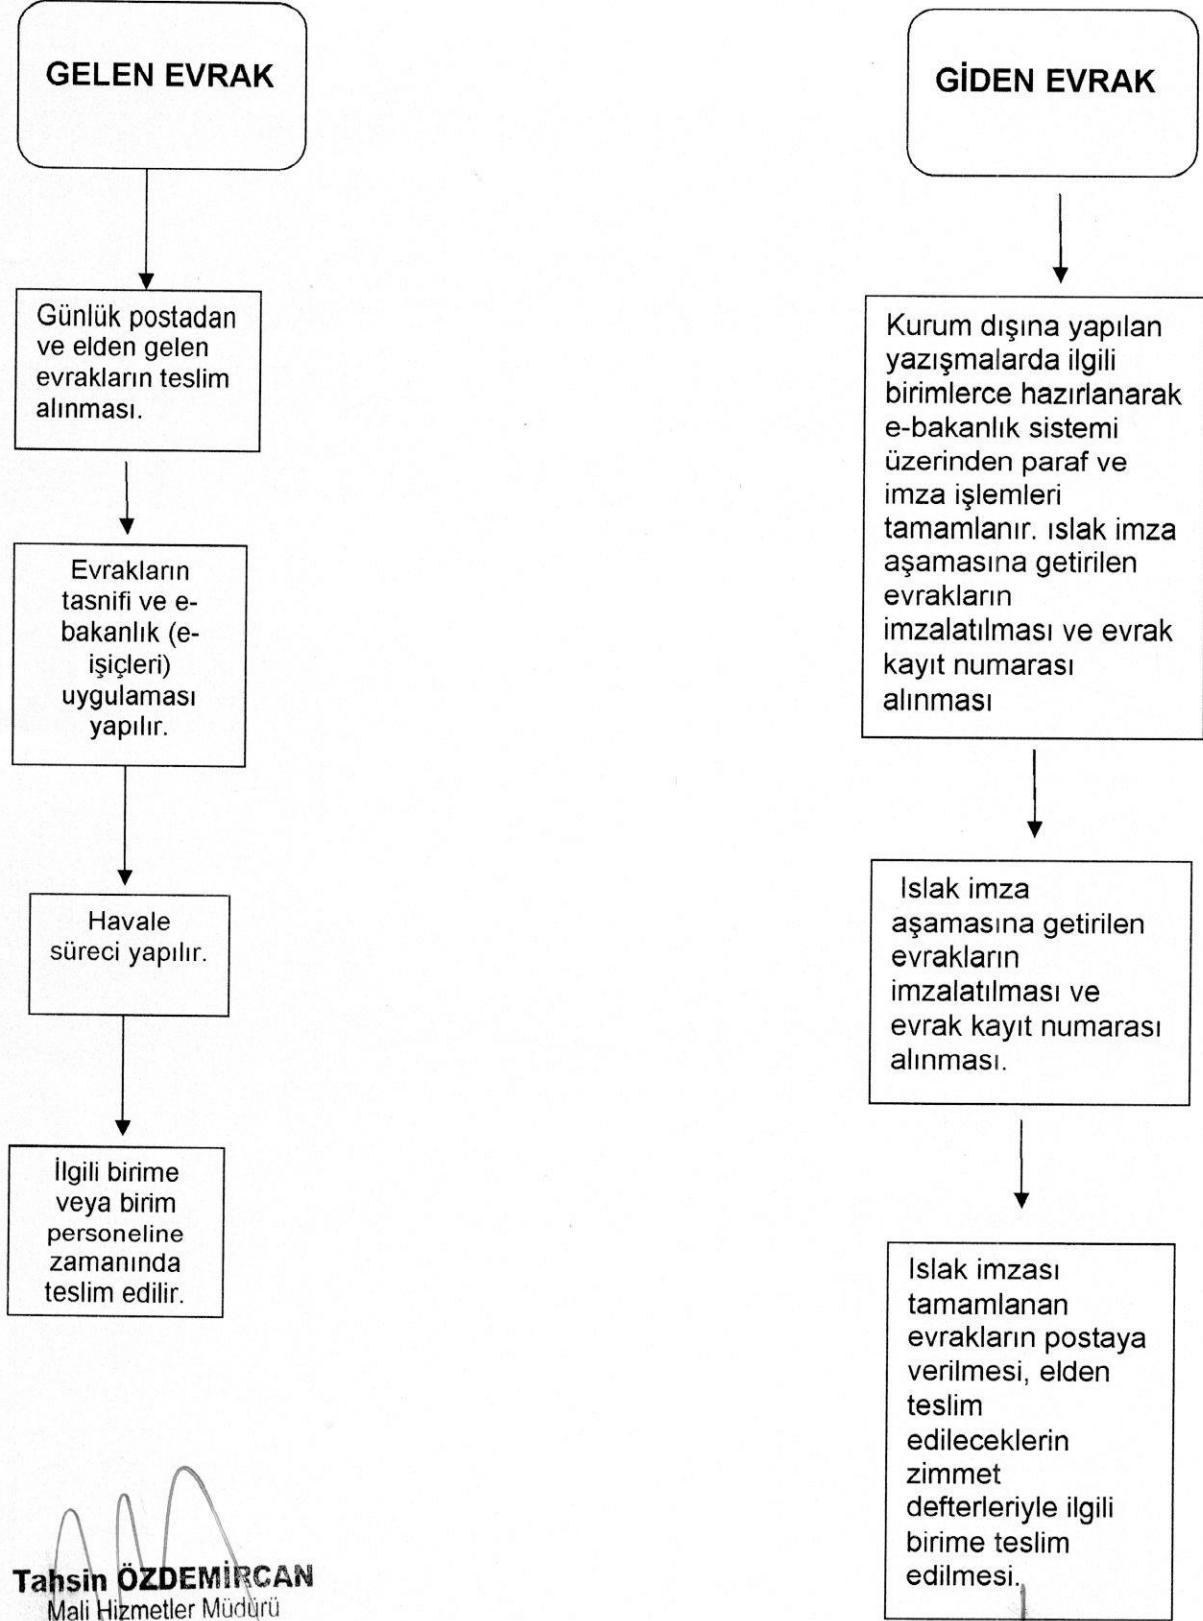 GELEN EVRAK
Günlük postadan
ve elden gelen
evrakların teslim
alınması.
Evrakların
tasnifi ve e-
bakanlık (e-
işiçleri)
uygulaması
yapılır.
Havale
süreci yapılır.
İlgili birime
veya birim
personeline
zamanında
teslim edilir.
Tahsin ÖZDEMİRCAN
Mali Hizmetler Müdürü
GİDEN EVRAK
Kurum dışına yapılan
yazışmalarda ilgili
birimlerce hazırlanarak
e-bakanlık sistemi
üzerinden paraf ve
imza işlemleri
tamamlanır. ıslak imza
aşamasına getirilen
evrakların
imzalatılması ve evrak
kayıt numarası
alınması
Islak imza
aşamasına getirilen
evrakların
imzalatılması ve
evrak kayıt numarası
alınması.
Islak imzası
tamamlanan
evrakların postaya
verilmesi, elden
teslim
edileceklerin
zimmet
defterleriyle ilgili
birime teslim
edilmesi.